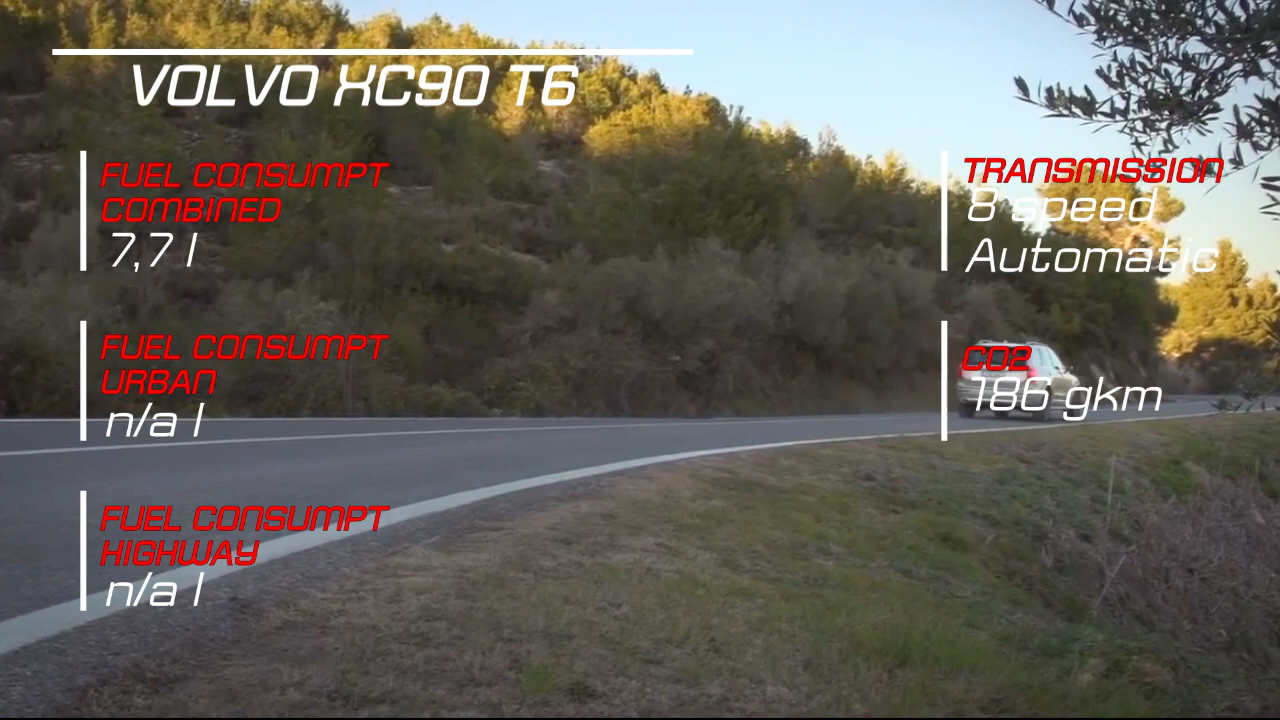 VOLVO XC90 T6
FUEL CONSUMPT
COMBINED
7,7 l
FUEL CONSUMPT
URBAN
n/a l
FUEL CONSUMPT
HIGHWAY
n/a l
TRANSMISSION
8 speed
Automatic
CO2
186 gkm